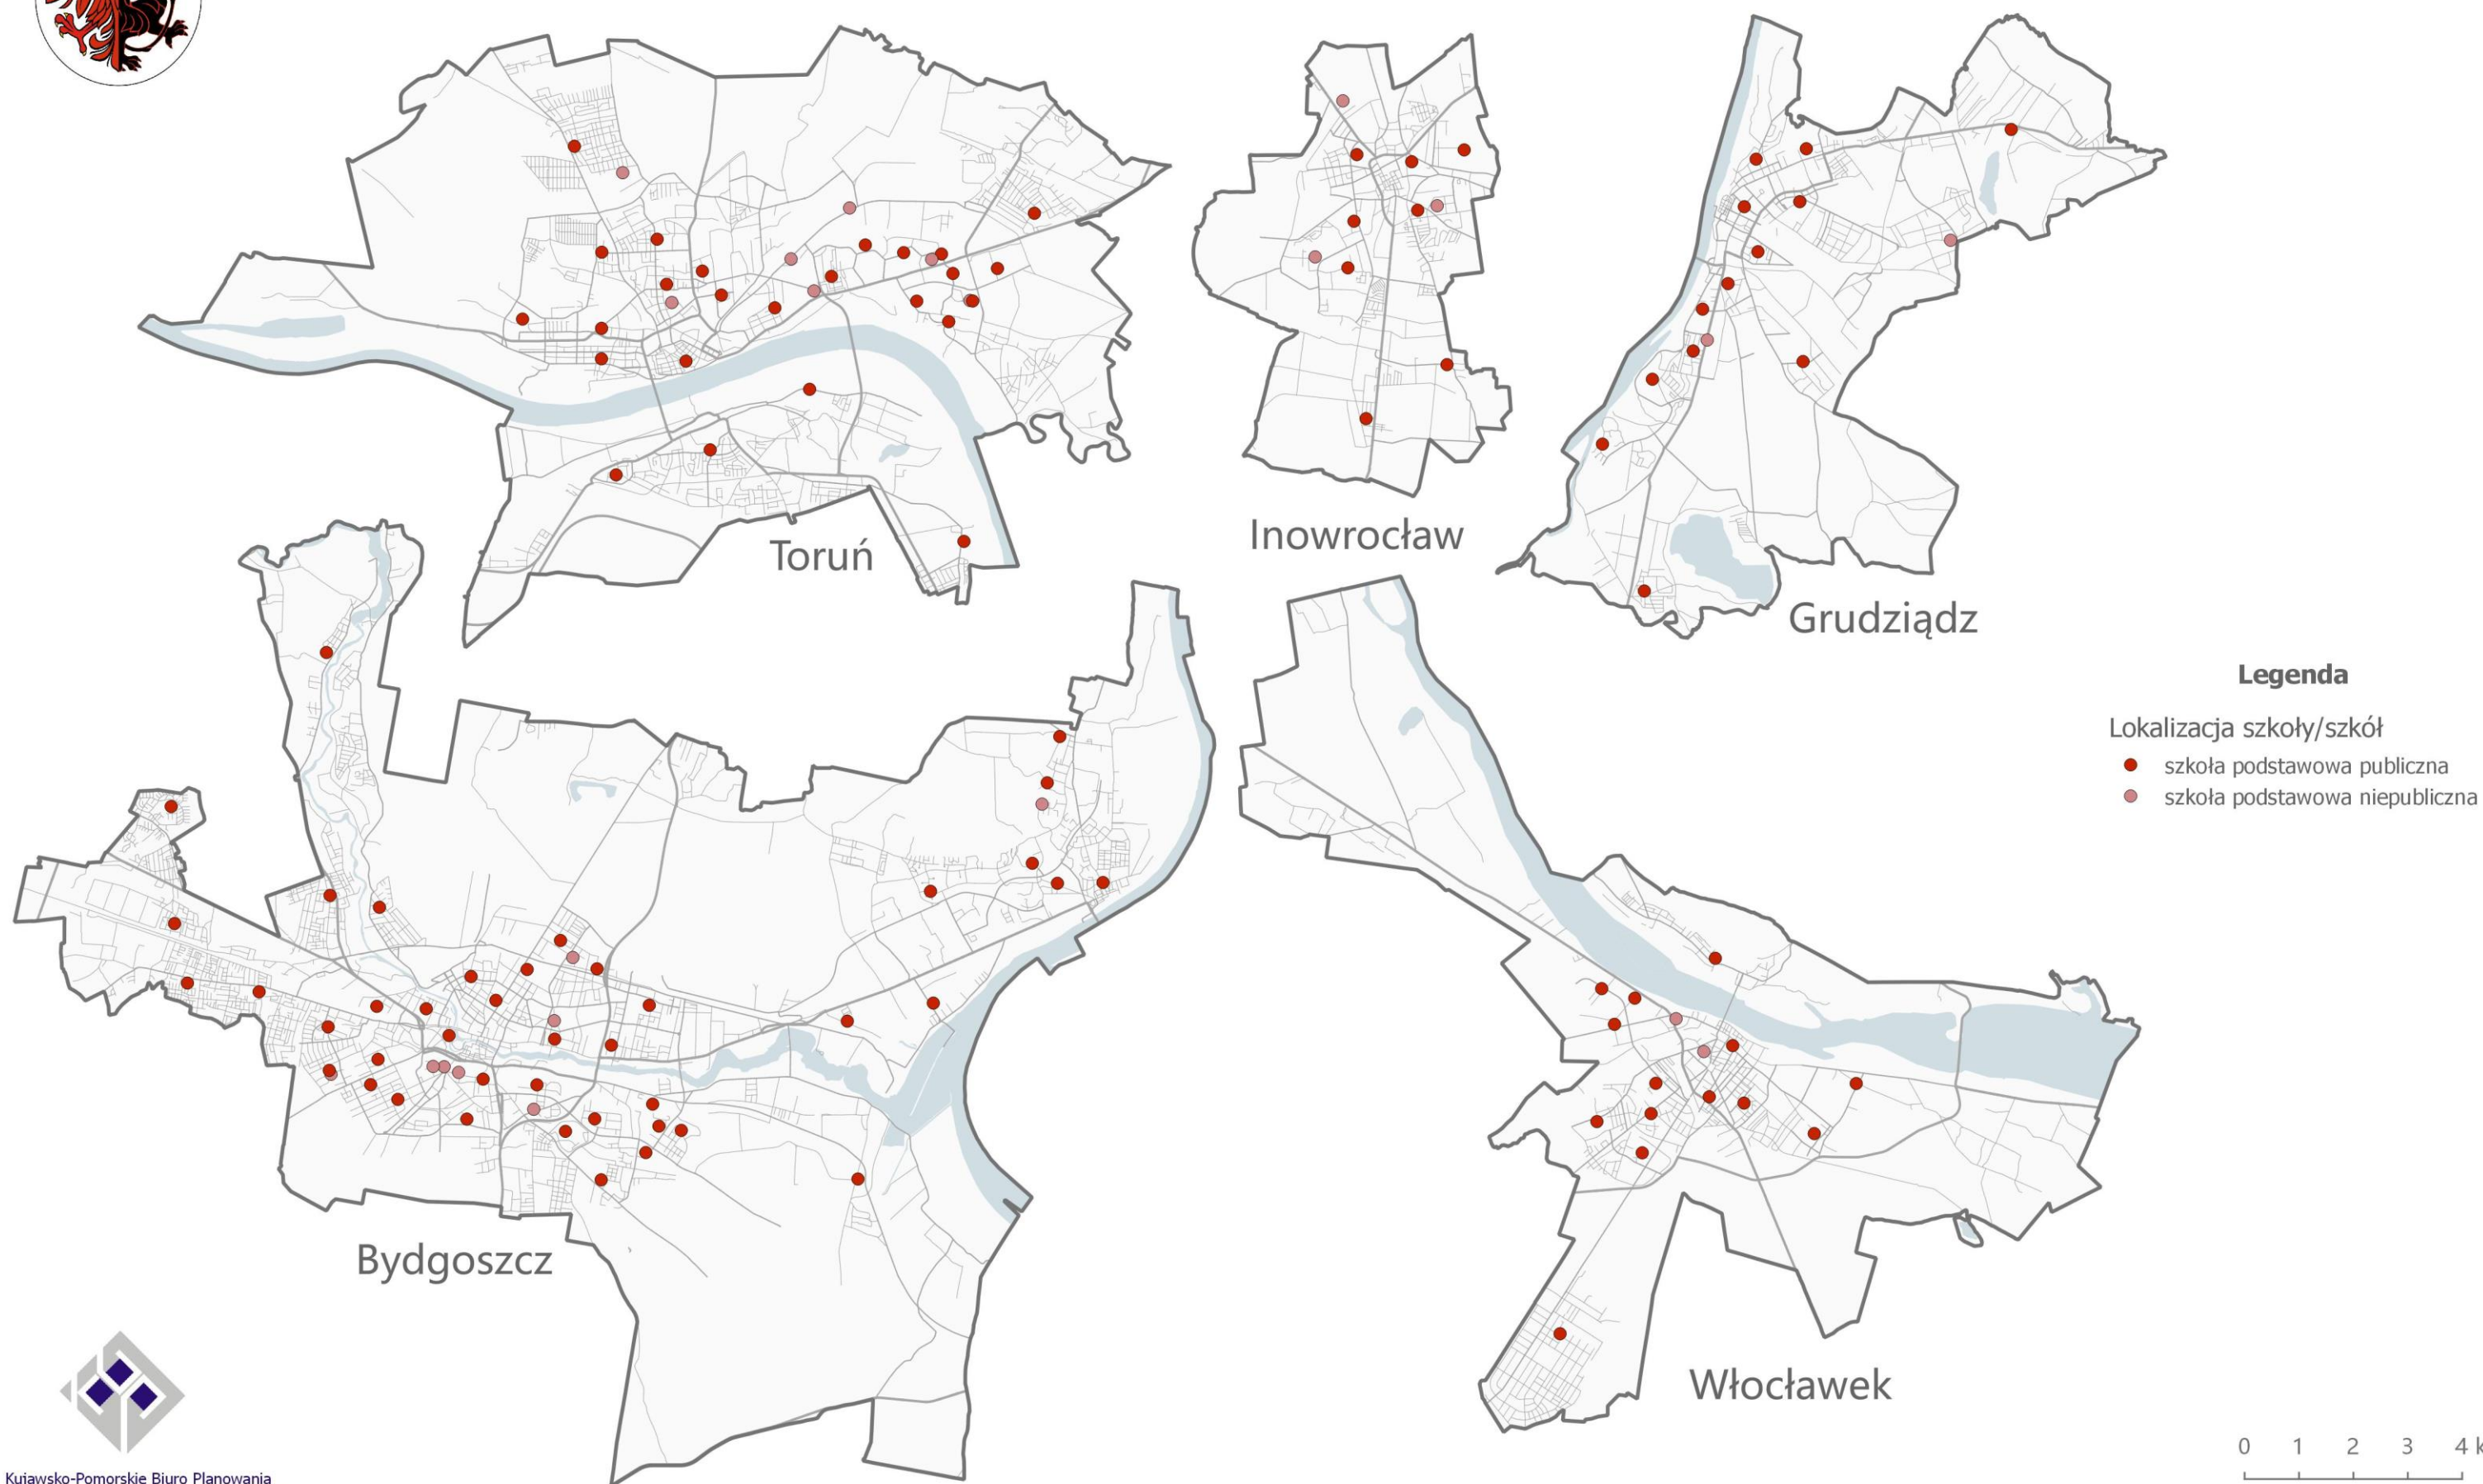 Toruń
Inowrocław
Grudziądz
Legenda
Lokalizacja szkoły/szkół
szkoła podstawowa publiczna
szkoła podstawowa niepubliczna
Bydgoszcz
Włocławek
0 1 2 3 4 k
Kujawsko-Pomorskie Biuro Planowania